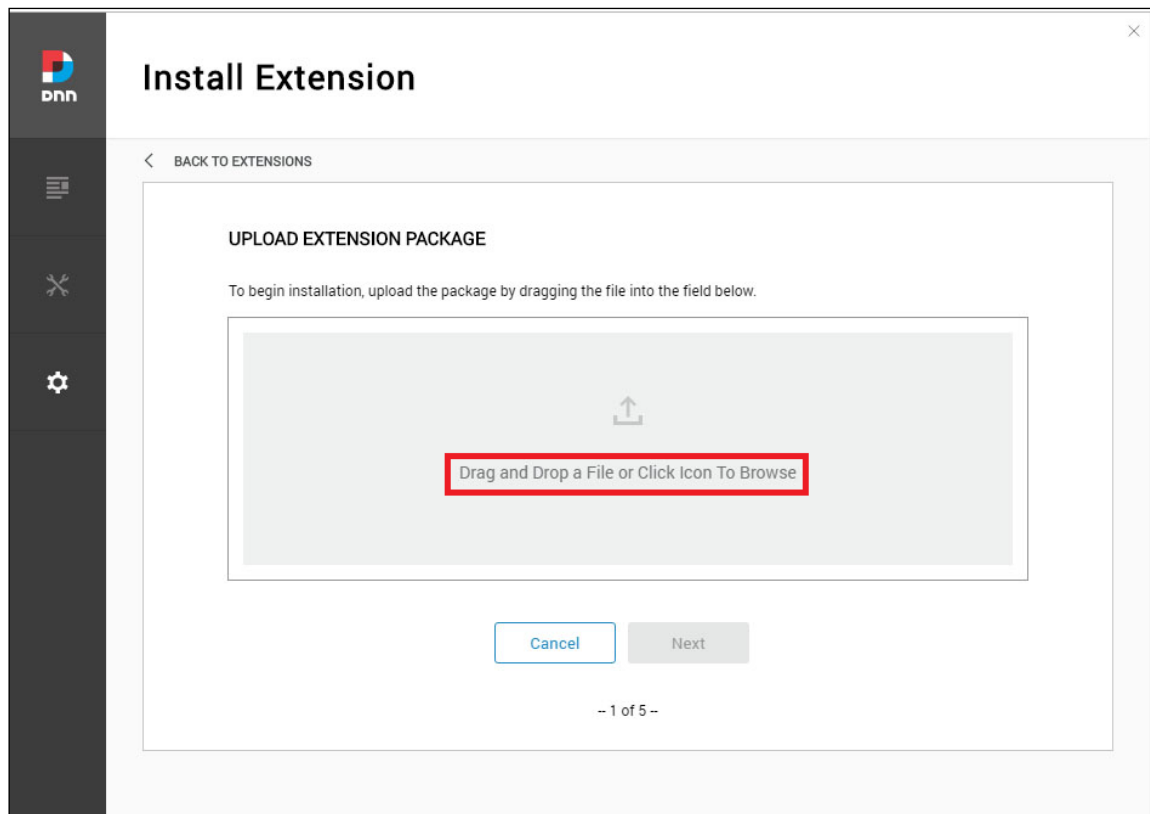 Install Extension
DNN
BACK TO EXTENSIONS
UPLOAD EXTENSION PACKAGE
To begin installation, upload the package by dragging the file into the field below.
Drag and Drop a File or Click Icon To Browse
Cancel
Next
-- 1 of 5 --